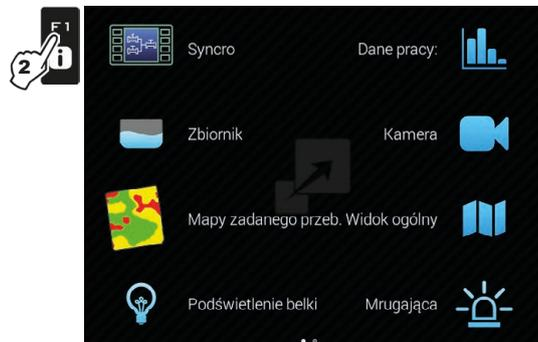 F1
2
Syncro Dane pracy:
Zbiornik Kamera
Mapy zadanego przeb. Widok ogólny
Podświetlenie belki Mrugająca